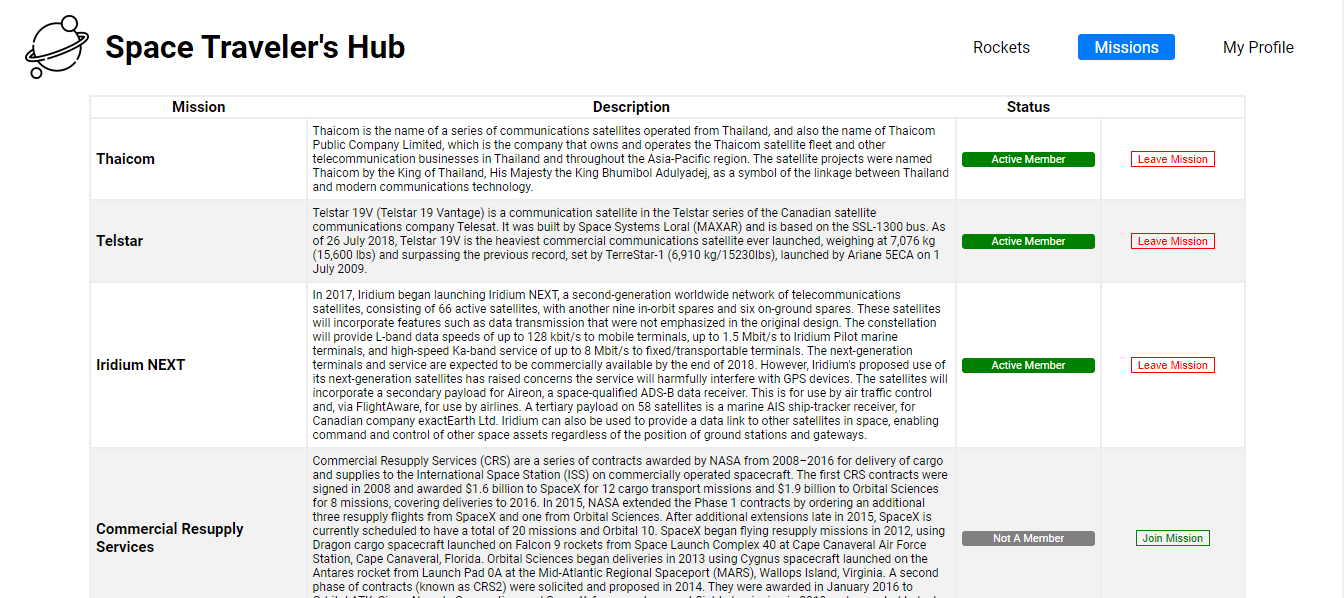 Space Traveler's Hub
Rockets
Missions
My Profile
Mission
Description
Status
Thaicom
Thaicom is the name of a series of communications satellites operated from Thailand, and also the name of Thaicom
Public Company Limited, which is the company that owns and operates the Thaicom satellite fleet and other
telecommunication businesses in Thailand and throughout the Asia-Pacific region. The satellite projects were named
Thaicom by the King of Thailand, His Majesty the King Bhumibol Adulyadej, as a symbol of the linkage between Thailand
and modern communications technology.
Active Member
Leave Mission
Telstar
Telstar 19V (Telstar 19 Vantage) is a communication satellite in the Telstar series of the Canadian satellite
communications company Telesat. It was built by Space Systems Loral (MAXAR) and is based on the SSL-1300 bus. As
of 26 July 2018, Telstar 19V is the heaviest commercial communications satellite ever launched, weighing at 7,076 kg
(15,600 lbs) and surpassing the previous record, set by TerreStar-1 (6,910 kg/15230lbs), launched by Ariane 5ECA on 1
July 2009.
Active Member
Leave Mission
Iridium NEXT
In 2017, Iridium began launching Iridium NEXT, a second-generation worldwide network of telecommunications
satellites, consisting of 66 active satellites, with another nine in-orbit spares and six on-ground spares. These satellites
will incorporate features such as data transmission that were not emphasized in the original design. The constellation
will provide L-band data speeds of up to 128 kbit/s to mobile terminals, up to 1.5 Mbit/s to Iridium Pilot marine
terminals, and high-speed Ka-band service of up to 8 Mbit/s to fixed/transportable terminals. The next-generation
terminals and service are expected to be commercially available by the end of 2018. However, Iridium's proposed use of
its next-generation satellites has raised concerns the service will harmfully interfere with GPS devices. The satellites will
incorporate a secondary payload for Aireon, a space-qualified ADS-B data receiver. This is for use by air traffic control
and, via FlightAware, for use by airlines. A tertiary payload on 58 satellites is a marine AIS ship-tracker receiver, for
Canadian company exactEarth Ltd. Iridium can also be used to provide a data link to other satellites in space, enabling
command and control of other space assets regardless of the position of ground stations and gateways.
Active Member
Leave Mission
Commercial Resupply
Services
Commercial Resupply Services (CRS) are a series of contracts awarded by NASA from 2008–2016 for delivery of cargo
and supplies to the International Space Station (ISS) on commercially operated spacecraft. The first CRS contracts were
signed in 2008 and awarded $1.6 billion to SpaceX for 12 cargo transport missions and $1.9 billion to Orbital Sciences
for 8 missions, covering deliveries to 2016. In 2015, NASA extended the Phase 1 contracts by ordering an additional
three resupply flights from SpaceX and one from Orbital Sciences. After additional extensions late in 2015, SpaceX is
currently scheduled to have a total of 20 missions and Orbital 10. SpaceX began flying resupply missions in 2012, using
Dragon cargo spacecraft launched on Falcon 9 rockets from Space Launch Complex 40 at Cape Canaveral Air Force
Station, Cape Canaveral, Florida. Orbital Sciences began deliveries in 2013 using Cygnus spacecraft launched on the
Antares rocket from Launch Pad 0A at the Mid-Atlantic Regional Spaceport (MARS), Wallops Island, Virginia. A second
phase of contracts (known as CRS2) were solicited and proposed in 2014. They were awarded in January 2016 to
Not A Member
Join Mission